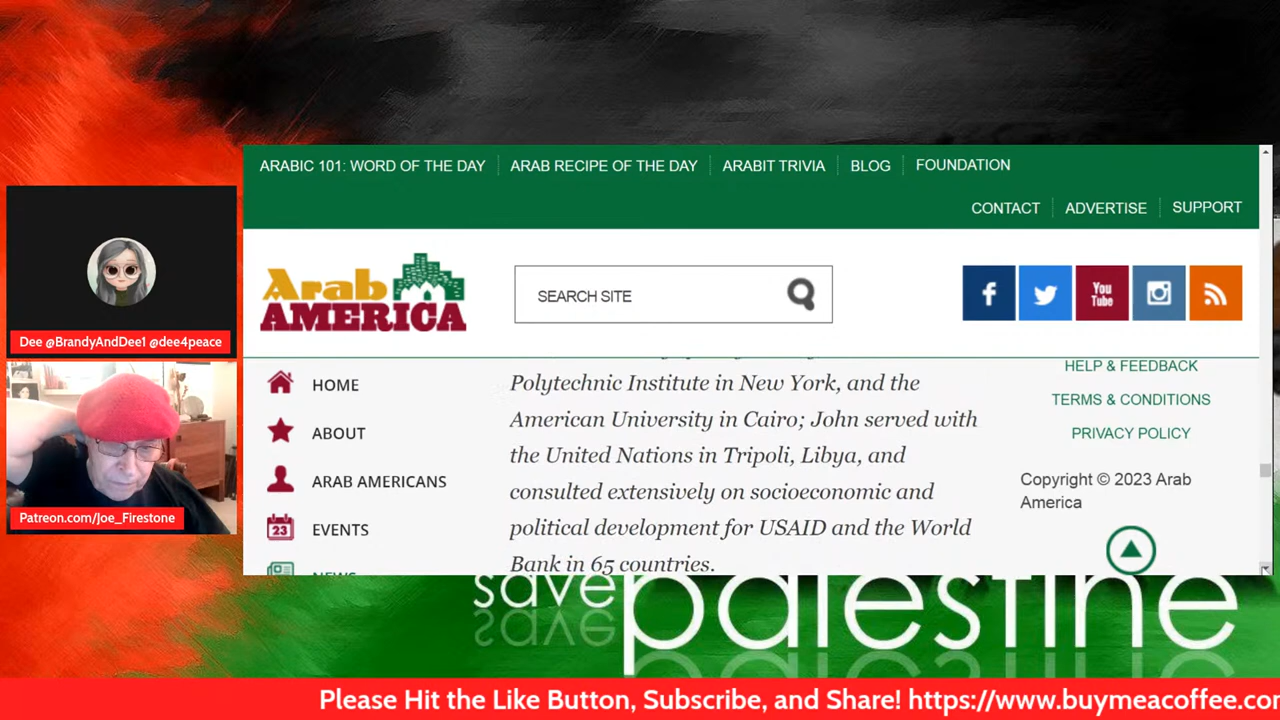 ARABIC 101: WORD OF THE DAY
ARAB RECIPE OF THE DAY
ARABIT TRIVIA
BLOG
FOUNDATION
CONTACT
ADVERTISE
SUPPORT
Arab
AMERICA
SEARCH SITE
You
Tube
HOME
ABOUT
ARAB AMERICANS
23
EVENTS
NEWS
Polytechnic Institute in New York, and the
American University in Cairo; John served with
the United Nations in Tripoli, Libya, and
consulted extensively on socioeconomic and
political development for USAID and the World
Bank in 65 countries.
HELP & FEEDBACK
TERMS & CONDITIONS
PRIVACY POLICY
Copyright © 2023 Arab
America
Dee @BrandyAndDee1 @dee4peace
Patreon.com/Joe_Firestone
save palestine
Please Hit the Like Button, Subscribe, and Share! https://www.buymeacoffee.com